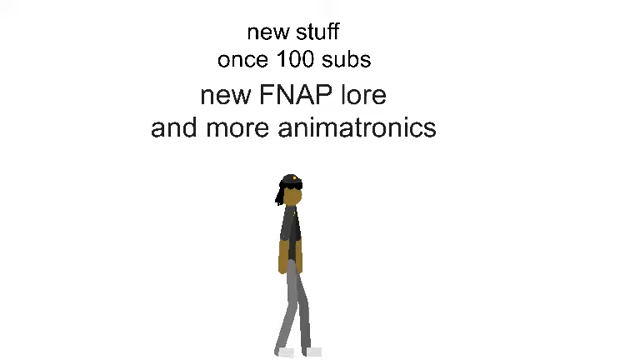 new stuff
once 100 subs
new FNAP lore
and more animatronics